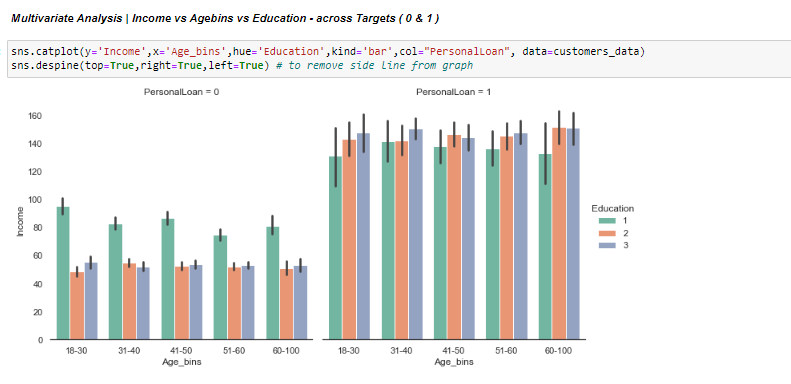 Multivariate Analysis | Income vs Agebins vs Education - across Targets ( 0 & 1 )
sns.catplot(y='Income',x='Age_bins',hue='Education',kind='bar',col="PersonalLoan", data=customers_data)
sns.despine(top=True,right=True,left=True) # to remove side line from graph
PersonalLoan = 0
PersonalLoan = 1
160
140
120
100
80
60
40
20
0
Income
18-30 31-40 41-50 51-60 60-100
Age_bins
18-30 31-40 41-50 51-60 60-100
Age_bins
Education
1
2
3